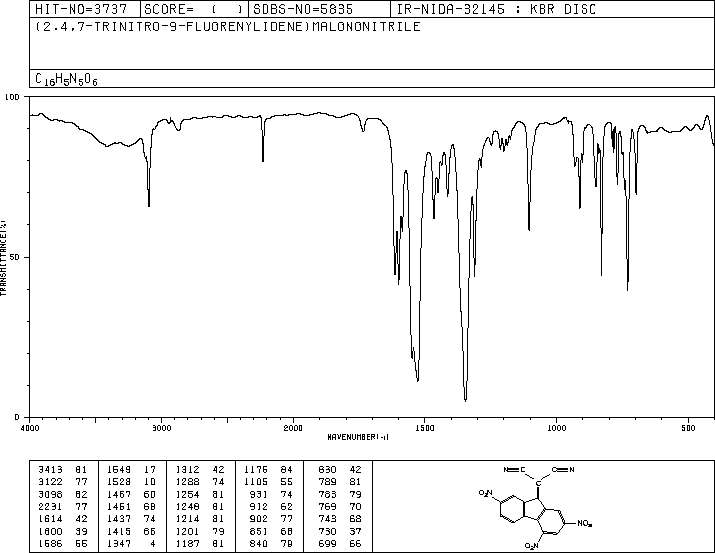 HIT-NO=3737 SCORE= ( ) SDBS-NO=5835 IR-NIDA-32145 : KBR DISC
(2,4,7-TRINITRO-9-FLUORENYLIDENE)MALONONITRILE
C16H5N5O6
100
50
0
TRANSMITTANCE(%)
4000 3000 2000 1500 1000 500
WAVENUMBER(-1)
3413 81 1549 17 1312 42 1176 84 830 42
3122 77 1528 10 1288 74 1105 55 789 81
3098 62 1467 60 1254 81 931 74 783 79
2231 77 1451 68 1248 81 912 62 769 70
1614 42 1437 74 1214 81 902 77 743 68
1600 39 1415 66 1201 79 851 68 730 37
1586 55 1347 4 1187 81 840 79 699 66
N C C N
C
O2N
NO2
NO2